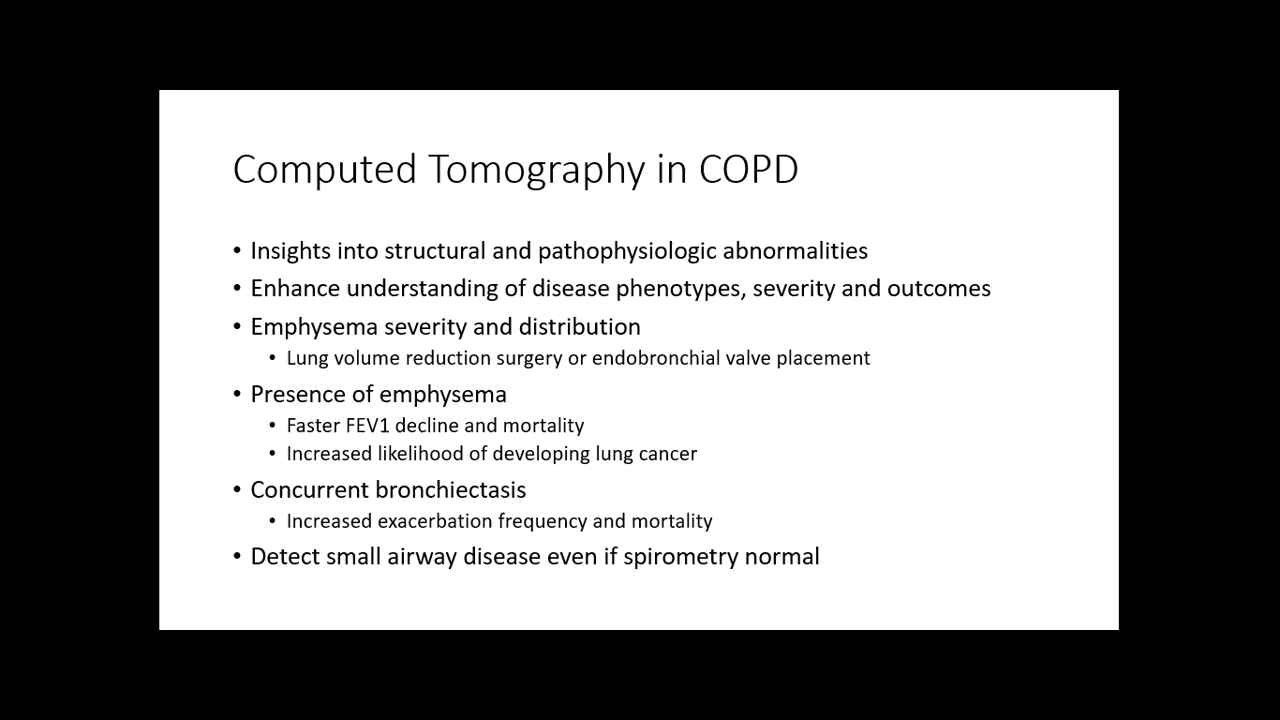 Computed Tomography in COPD
• Insights into structural and pathophysiologic abnormalities
• Enhance understanding of disease phenotypes, severity and outcomes
• Emphysema severity and distribution
• Lung volume reduction surgery or endobronchial valve placement
• Presence of emphysema
• Faster FEV1 decline and mortality
• Increased likelihood of developing lung cancer
• Concurrent bronchiectasis
• Increased exacerbation frequency and mortality
• Detect small airway disease even if spirometry normal